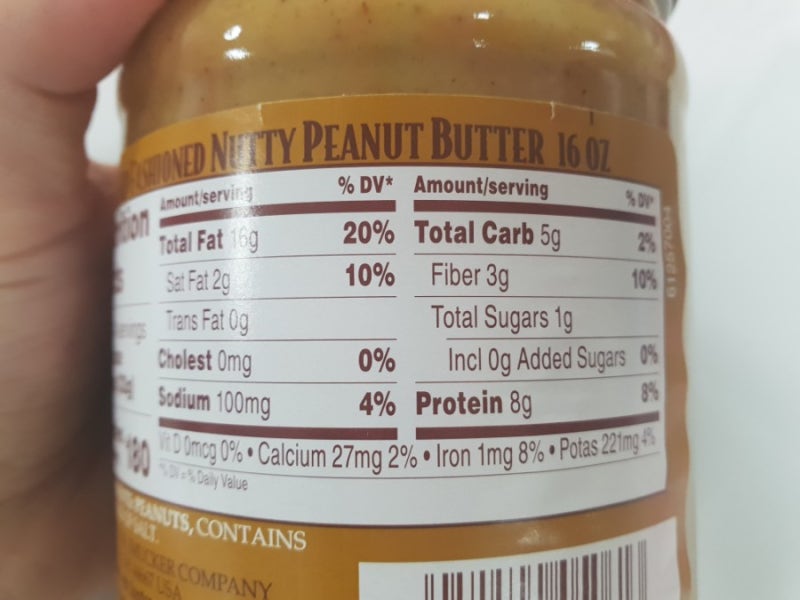 FASHIONED NUTTY PEANUT BUTTER 16 OZ
Amount/serving % DV* Amount/serving % DV*
Total Fat 16g 20% Total Carb 5g 2%
Sat Fat 2g 10% Fiber 3g 10%
Trans Fat 0g Total Sugars 1g
Cholest 0mg 0% Incl 0g Added Sugars 0%
Sodium 100mg 4% Protein 8g 8%
180
Vit D 0mcg 0% • Calcium 27mg 2% • Iron 1mg 8% • Potas 221mg 4%
*% DV = % Daily Value
PEANUTS, CONTAINS
SALT.
COMPANY
USA